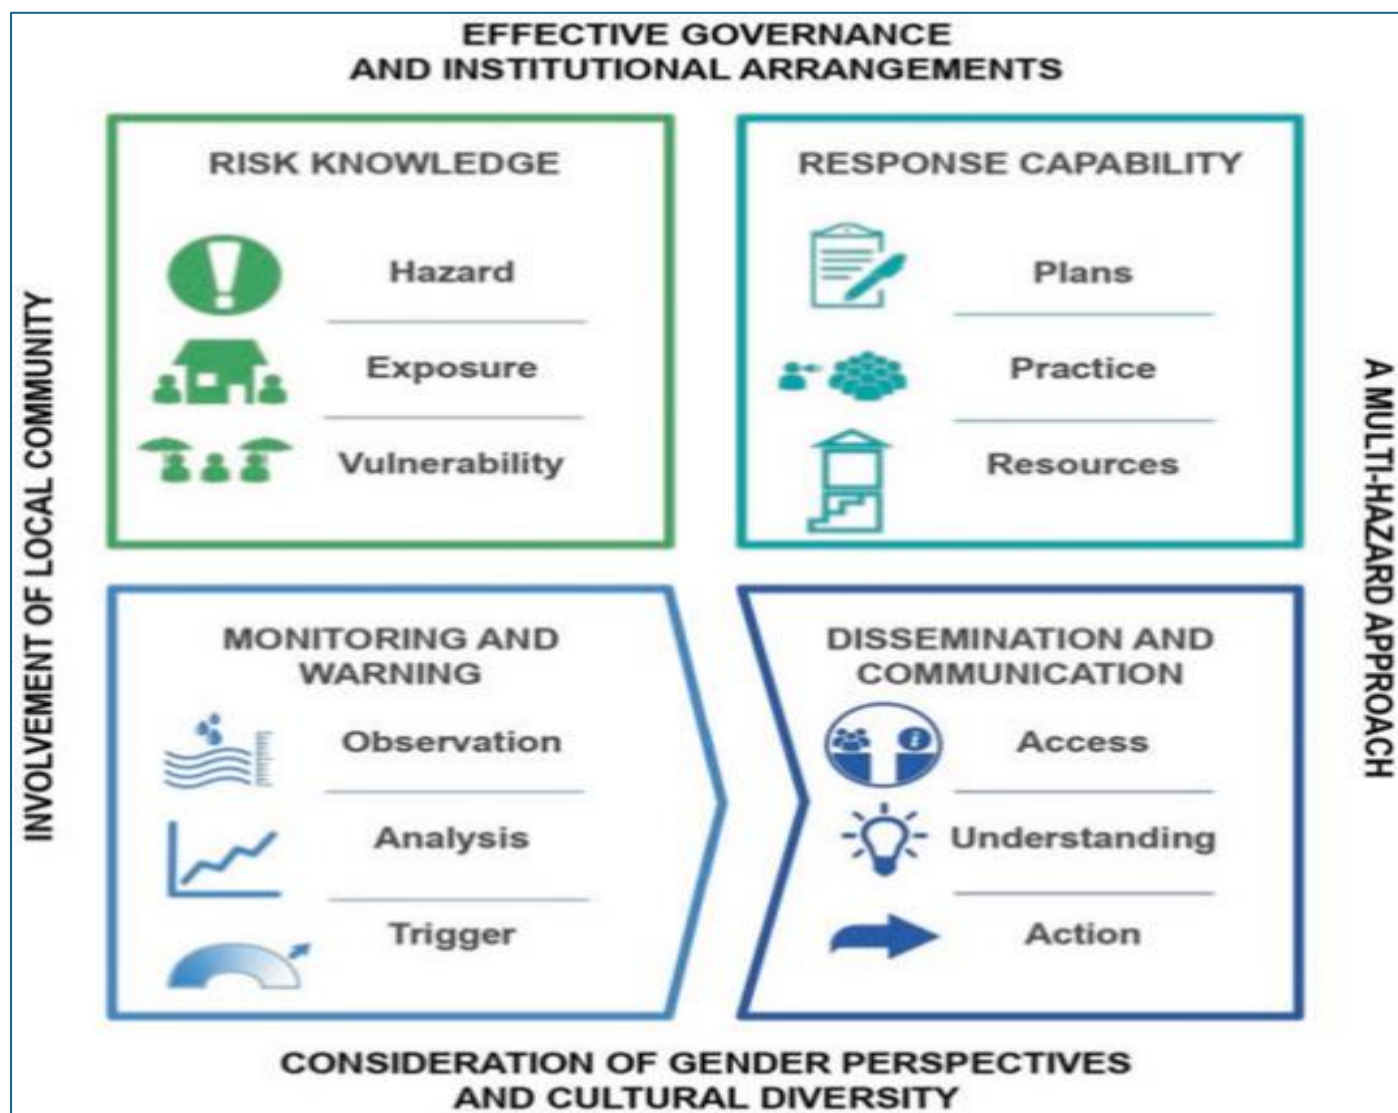 EFFECTIVE GOVERNANCE
AND INSTITUTIONAL ARRANGEMENTS
INVOLVEMENT OF LOCAL COMMUNITY
RISK KNOWLEDGE
Hazard
Exposure
Vulnerability
RESPONSE CAPABILITY
Plans
Practice
Resources
MONITORING AND
WARNING
Observation
Analysis
Trigger
DISSEMINATION AND
COMMUNICATION
i
Access
Understanding
Action
A MULTI-HAZARD APPROACH
CONSIDERATION OF GENDER PERSPECTIVES
AND CULTURAL DIVERSITY